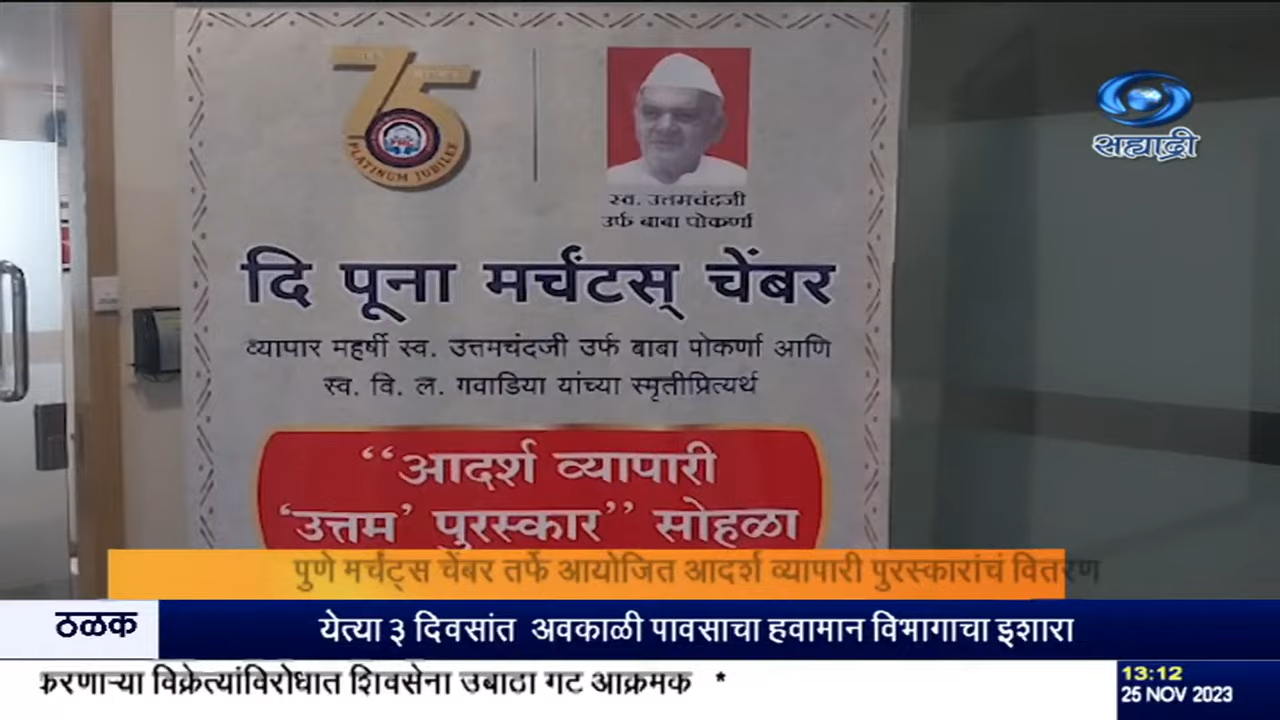 75
PLATINUM JUBILEE
सह्याद्री
स्व. उत्तमचंदजी
उर्फ बाबा पोकर्णा
दि पूना मर्चंटस् चेंबर
व्यापार महर्षी स्व. उत्तमचंदजी उर्फ बाबा पोकर्णा आणि
स्व. वि. ल. गवाडिया यांच्या स्मृतीप्रित्यर्थ
“आदर्श व्यापारी
‘उत्तम’ पुरस्कार” सोहळा
पुणे मर्चंट्स चेंबर तर्फे आयोजित आदर्श व्यापारी पुरस्कारांचं वितरण
ठळक
येत्या ३ दिवसांत अवकाळी पावसाचा हवामान विभागाचा इशारा
करणाऱ्या विक्रेत्यांविरोधात शिवसेना उबाठा गट आक्रमक *
13:12
25 NOV 2023